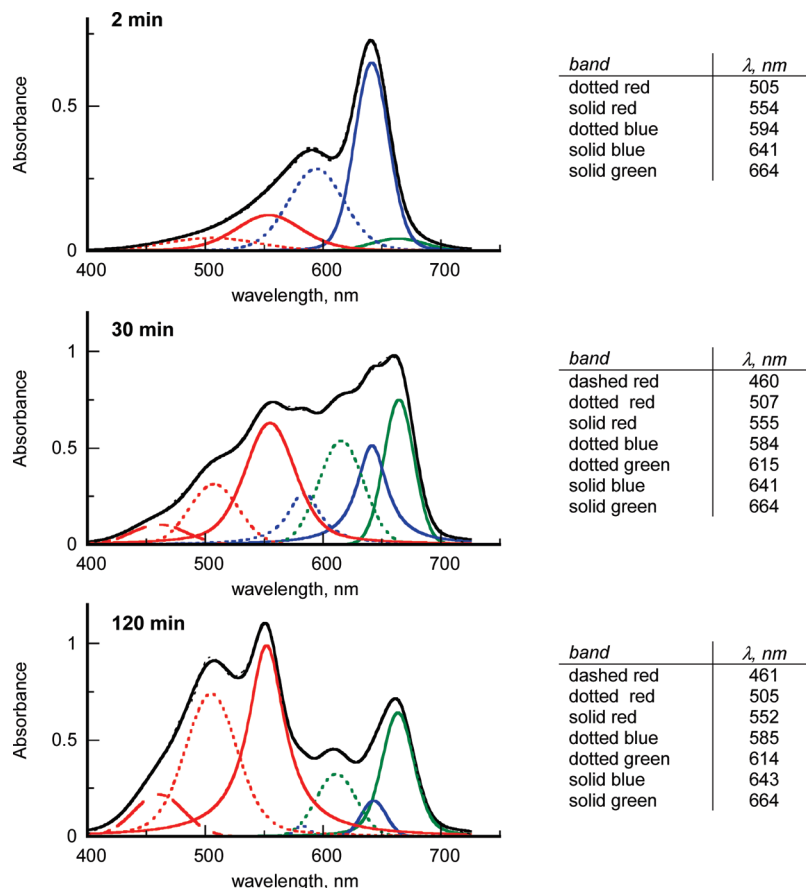 2 min
0.5
0
Absorbance
400 500 600 700
wavelength, nm
band λ, nm
dotted red 505
solid red 554
dotted blue 594
solid blue 641
solid green 664
30 min
1
0.5
0
Absorbance
400 500 600 700
wavelength, nm
band λ, nm
dashed red 460
dotted red 507
solid red 555
dotted blue 584
dotted green 615
solid blue 641
solid green 664
120 min
1
0.5
0
Absorbance
400 500 600 700
wavelength, nm
band λ, nm
dashed red 461
dotted red 505
solid red 552
dotted blue 585
dotted green 614
solid blue 643
solid green 664